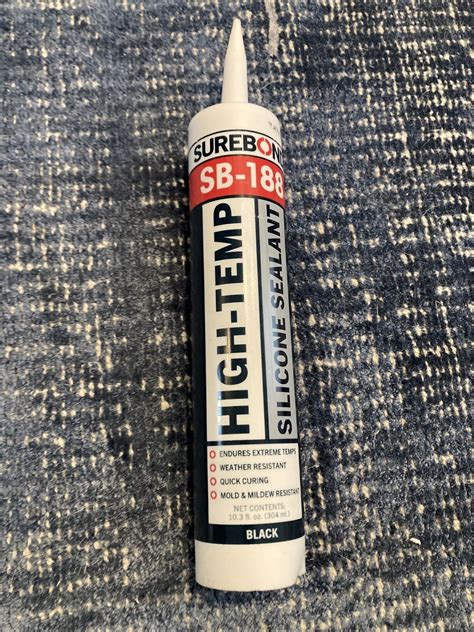 SUREBOND
SB-188
HIGH-TEMP
SILICONE SEALANT
ENDURES EXTREME TEMPS
WEATHER RESISTANT
QUICK CURING
MOLD & MILDEW RESISTANT
NET CONTENTS:
10.3 fl. oz. (304 mL)
BLACK